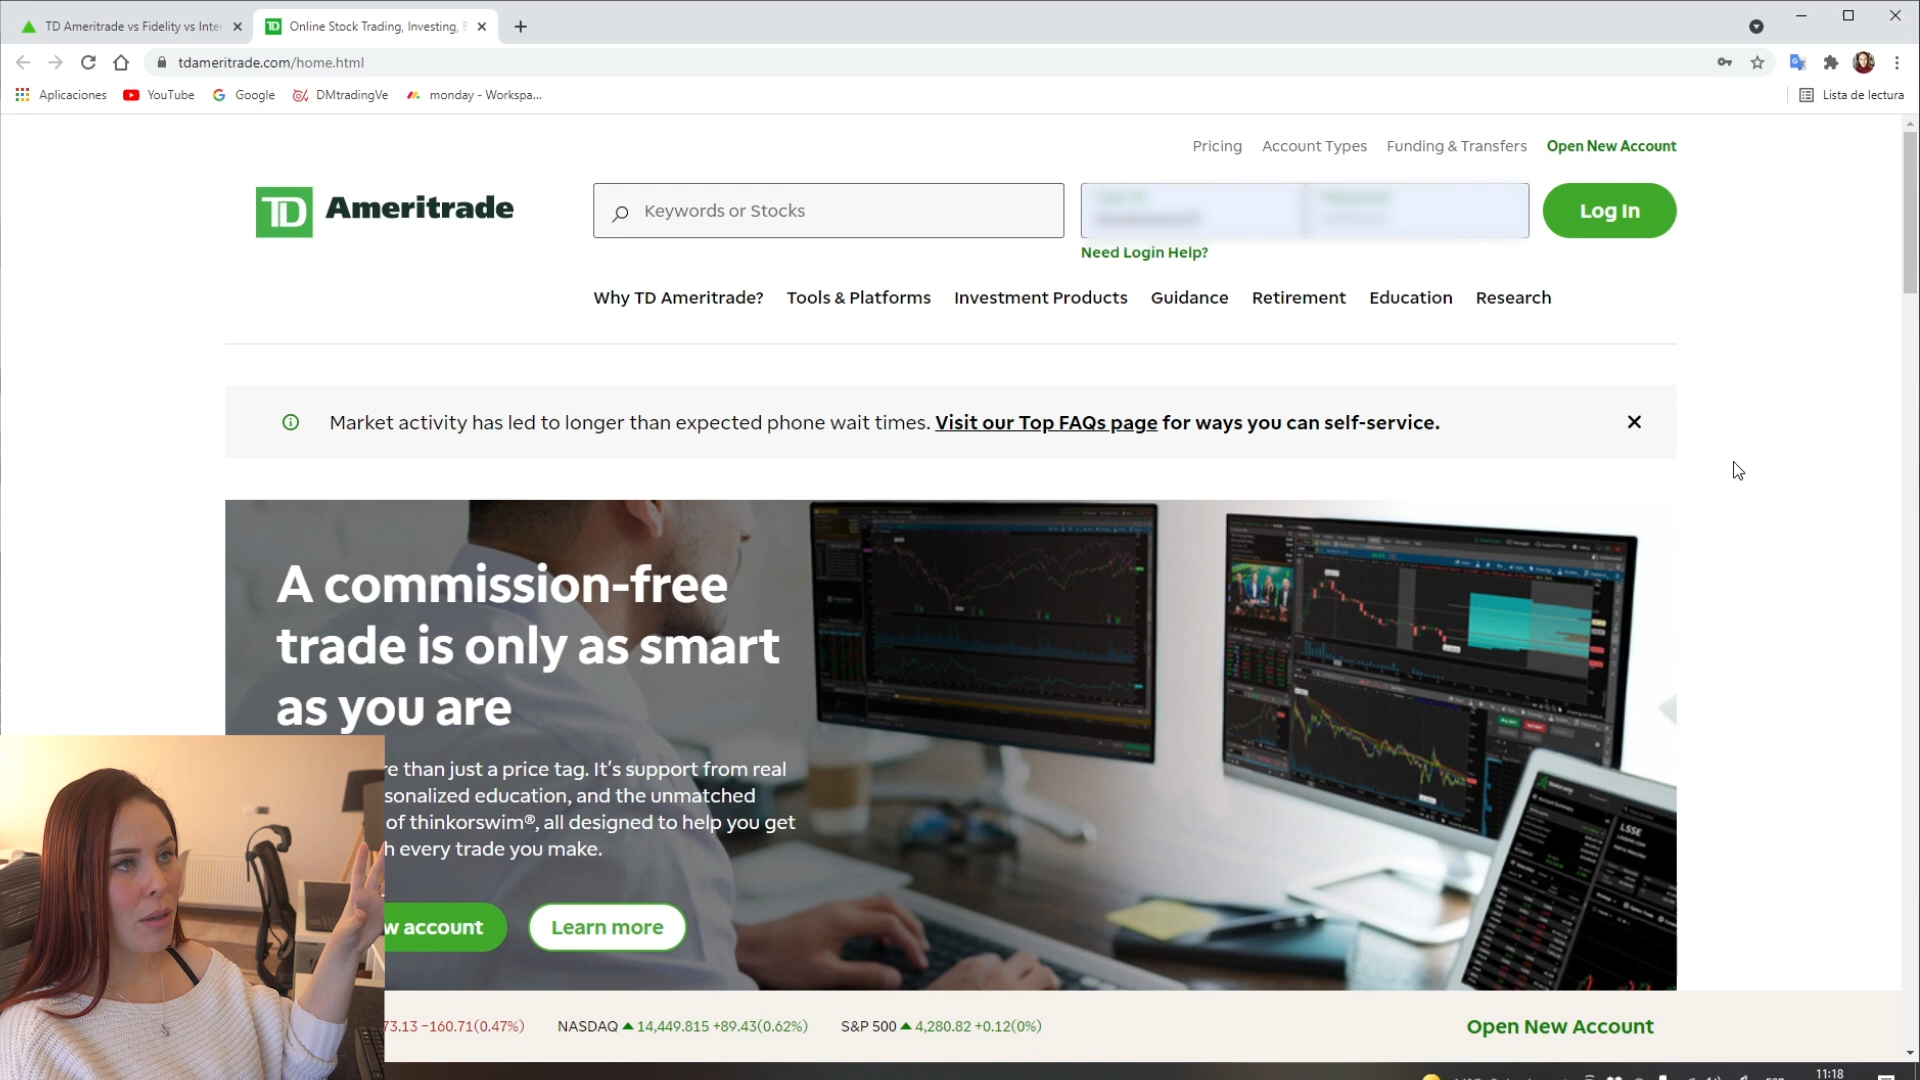 TD Ameritrade vs Fidelity vs Inte
Online Stock Trading, Investing,
tdameritrade.com/home.html
Aplicaciones
YouTube
Google
DMtradingVe
monday - Workspa...
Lista de lectura
Pricing
Account Types
Funding & Transfers
Open New Account
TD Ameritrade
Keywords or Stocks
Log In
Need Login Help?
Why TD Ameritrade?
Tools & Platforms
Investment Products
Guidance
Retirement
Education
Research
Market activity has led to longer than expected phone wait times. Visit our Top FAQs page for ways you can self-service.
A commission-free
trade is only as smart
as you are
re than just a price tag. It's support from real
sonalized education, and the unmatched
of thinkorswim®, all designed to help you get
h every trade you make.
w account
Learn more
LSSE
73.13 -160.71(0.47%)
NASDAQ ▲ 14,449.815 +89.43(0.62%)
S&P 500 ▲ 4,280.82 +0.12(0%)
Open New Account
11:18